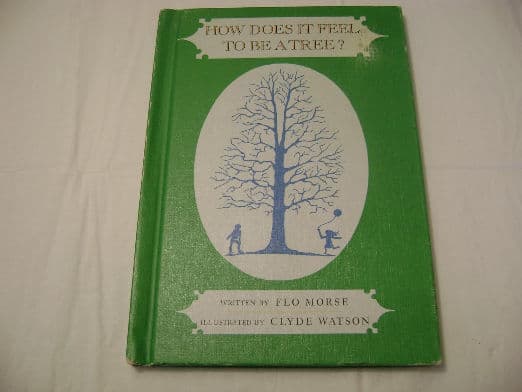 HOW DOES IT FEEL
TO BE A TREE?
WRITTEN BY FLO MORSE
ILLUSTRATED BY CLYDE WATSON